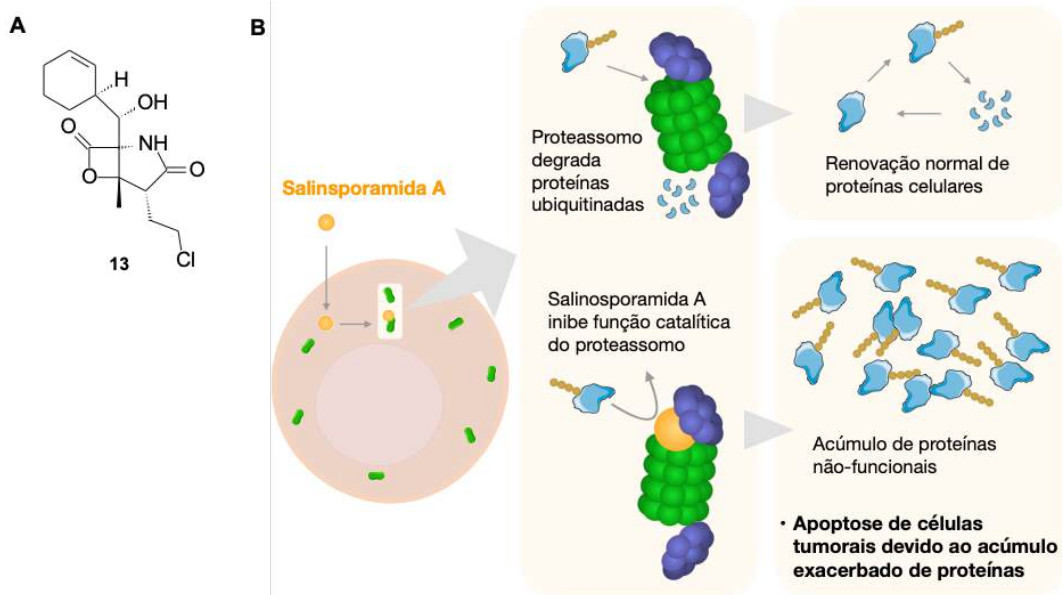 A
H
OH
O
NH
O
O
Cl
13
B
Salinsporamida A
Proteassomo
degrada
proteínas
ubiquitinadas
Renovação normal de
proteínas celulares
Salinosporamida A
inibe função catalítica
do proteassomo
Acúmulo de proteínas
não-funcionais
• Apoptose de células
tumorais devido ao acúmulo
exacerbado de proteínas